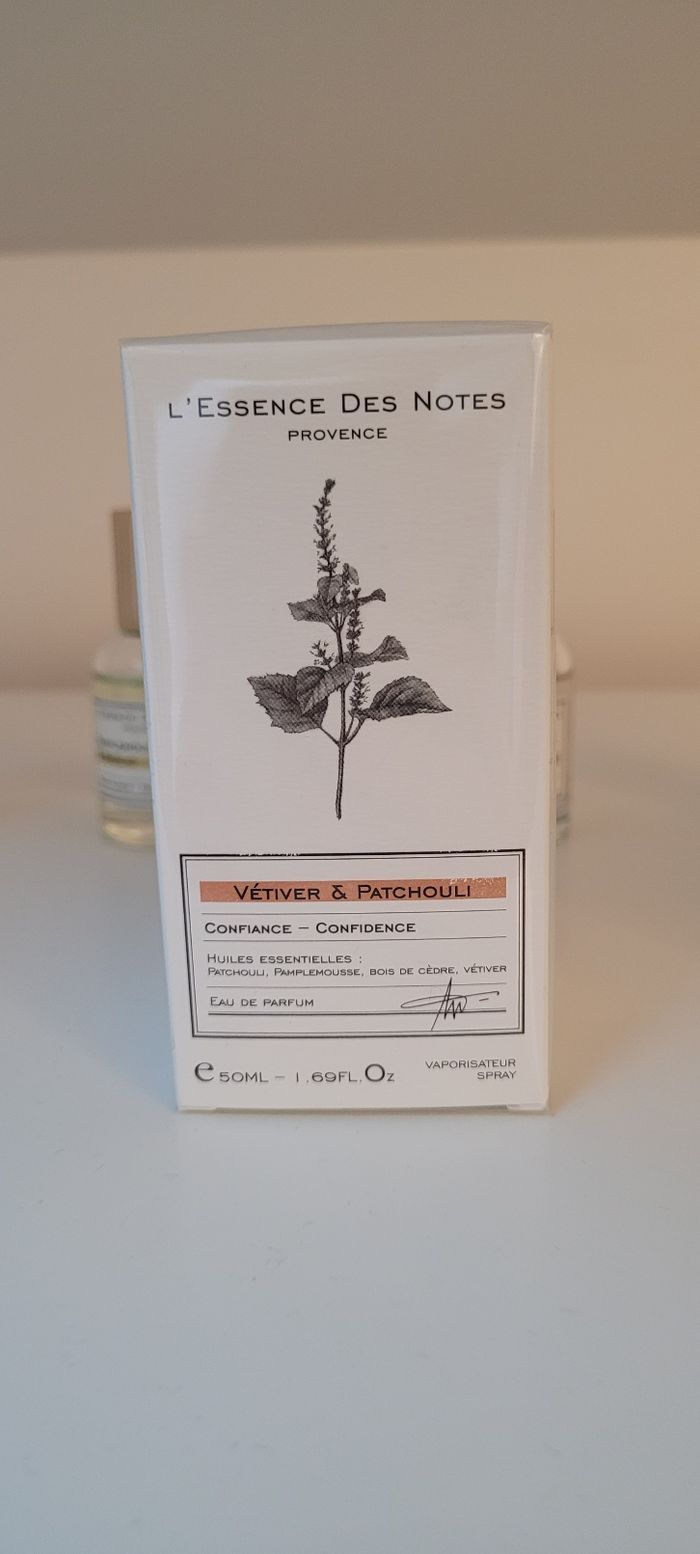 L'Essence Des Notes
PROVENCE
Vétiver & Patchouli
Confiance – Confidence
Huiles essentielles :
Patchouli, Pamplemousse, bois de cèdre, vétiver
Eau de parfum
e 50ML – 1.69FL.Oz
VAPORISATEUR
SPRAY